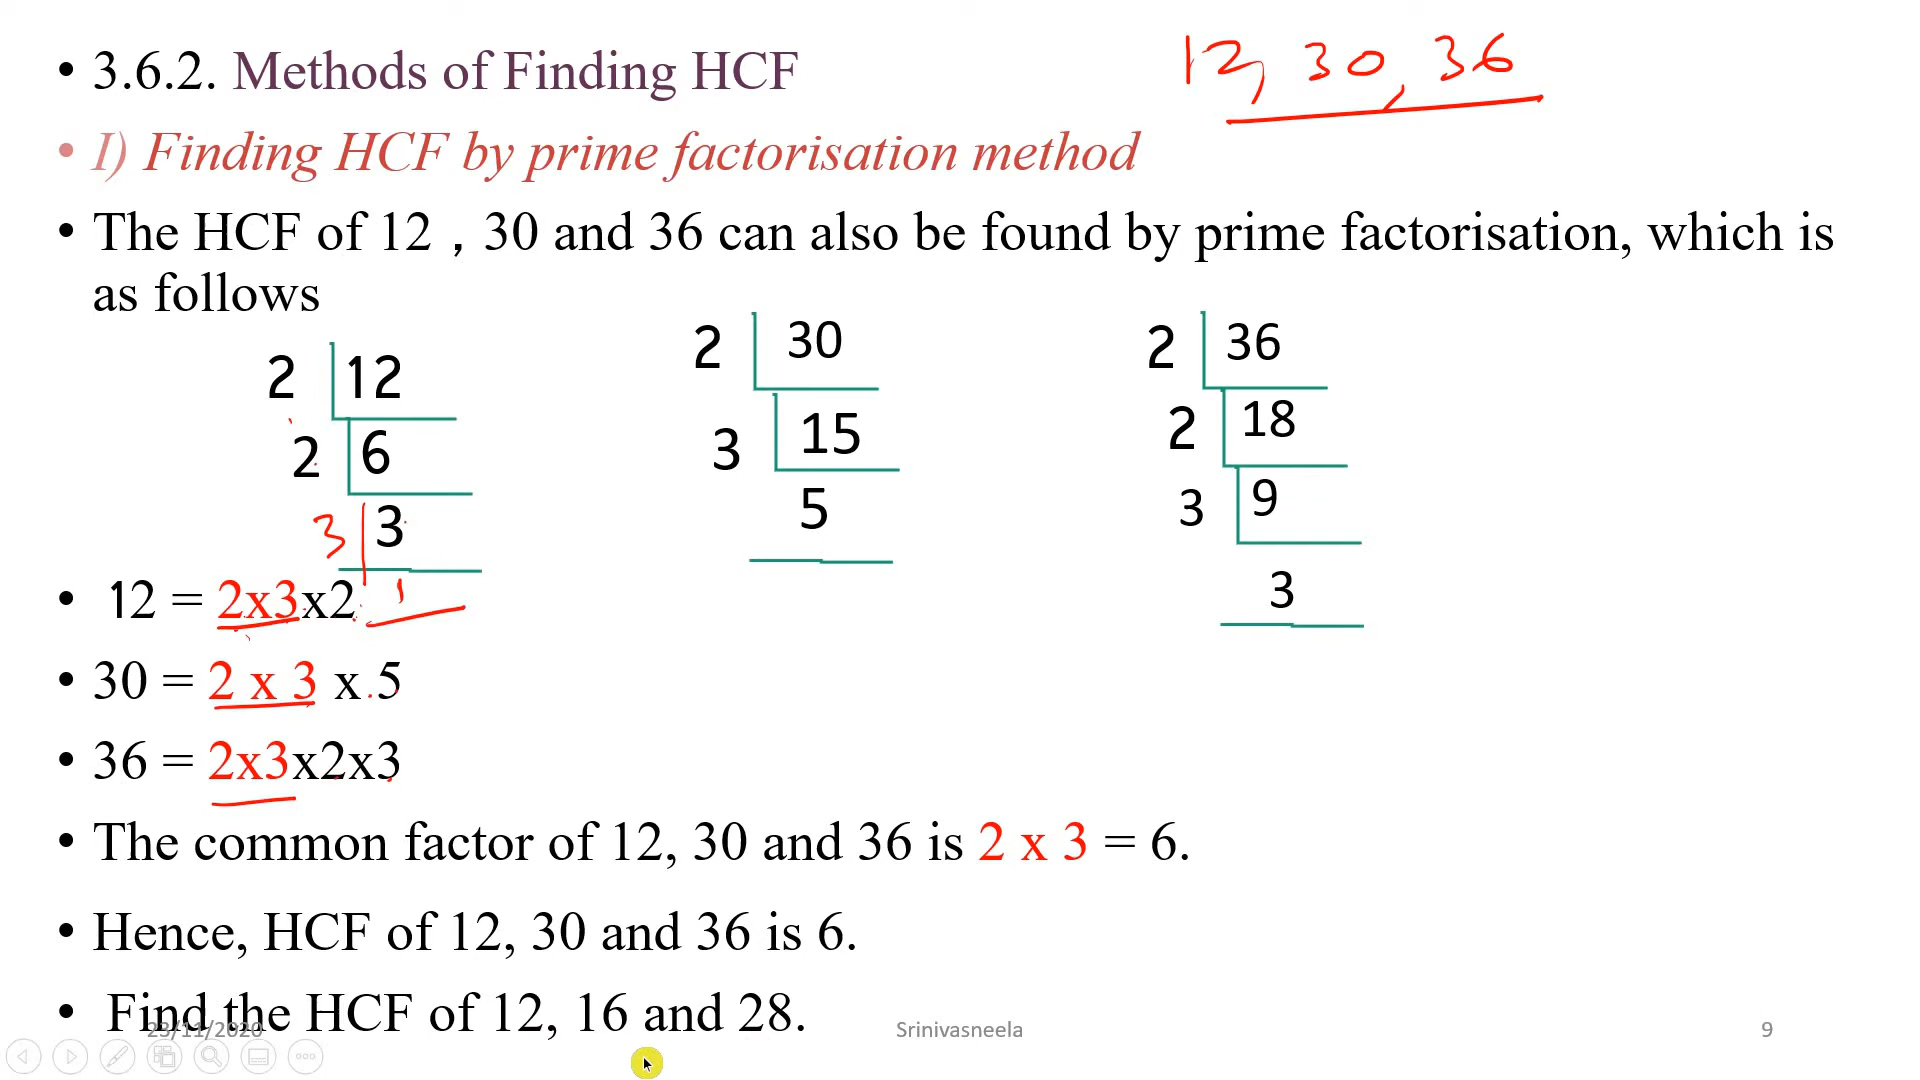 • 3.6.2. Methods of Finding HCF
12, 30, 36
• I) Finding HCF by prime factorisation method
• The HCF of 12 , 30 and 36 can also be found by prime factorisation, which is
as follows
2 12
2 6
3 3
1
2 30
3 15
5
2 36
2 18
3 9
3
• 12 = 2x3x2
• 30 = 2 x 3 x 5
• 36 = 2x3x2x3
• The common factor of 12, 30 and 36 is 2 x 3 = 6.
• Hence, HCF of 12, 30 and 36 is 6.
• Find the HCF of 12, 16 and 28.
23/11/2020
Srinivasneela
9